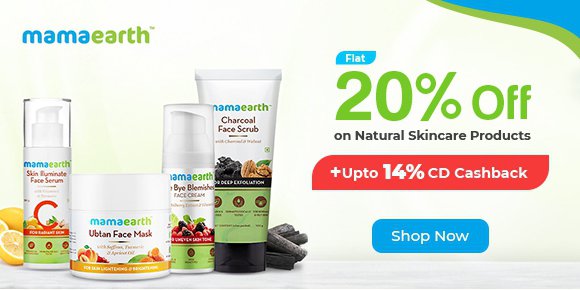 mamaearth™
Flat
20% Off
on Natural Skincare Products
+Upto 14% CD Cashback
Shop Now
mamaearth
Skin Illuminate
Face Serum
C
FOR RADIANT SKIN
mamaearth
Ubtan Face Mask
with Saffron, Turmeric
& Apricot Oil
FOR SKIN LIGHTENING & BRIGHTENING
mamaearth
Bye Blemishes
FACE CREAM
FOR UNEVEN SKIN TONE
mamaearth
Charcoal
Face Scrub
with Charcoal & Walnut
FOR DEEP EXFOLIATION